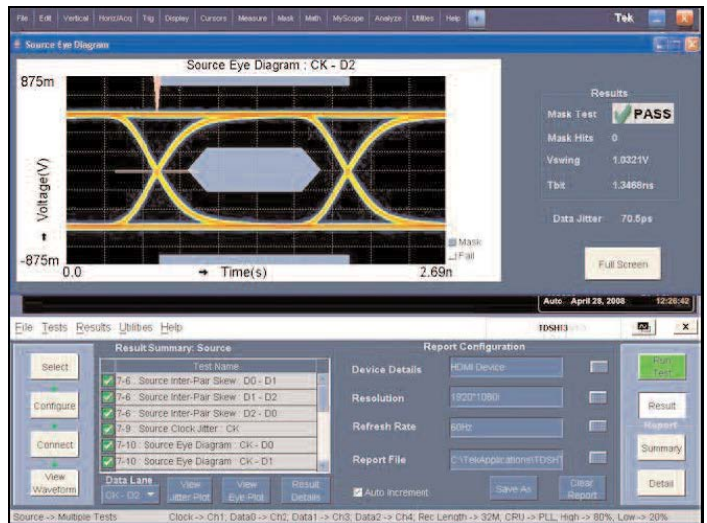 File Edit Vertical Horiz/Acq Trig Display Cursors Measure Mask Math MyScope Analyze Utilities Help Tek
Source Eye Diagram
Source Eye Diagram : CK - D2
875m
Voltage(V)
-875m
0.0
Time(s)
2.69n
Mask
Fail
Results
Mask Test PASS
Mask Hits 0
Vswing 1.0321V
Tbit 1.3468ns
Data Jitter 70.5ps
Full Screen
Auto April 28, 2008 12:26:42
File Tests Results Utilities Help TDSHT3 x
Select
Configure
Connect
View
Waveform
Result Summary: Source
Test Name
7-6 : Source Inter-Pair Skew : D0 - D1
7-6 : Source Inter-Pair Skew : D1 - D2
7-6 : Source Inter-Pair Skew : D2 - D0
7-9 : Source Clock Jitter : CK
7-10 : Source Eye Diagram : CK - D0
7-10 : Source Eye Diagram : CK - D1
Data Lane
CK - D2
View
Jitter Plot
View
Eye Plot
Result
Details
Report Configuration
Device Details HDMI Device
Resolution 1920*1080i
Refresh Rate 60Hz
Report File C:\TekApplications\TDSHT
Auto Increment
Save As
Clear
Report
Run
Test
Result
Report
Summary
Detail
Source -> Multiple Tests Clock -> Ch1, Data0 -> Ch2, Data1 -> Ch3, Data2 -> Ch4, Rec Length -> 32M, CRU -> PLL, High -> 80%, Low -> 20%